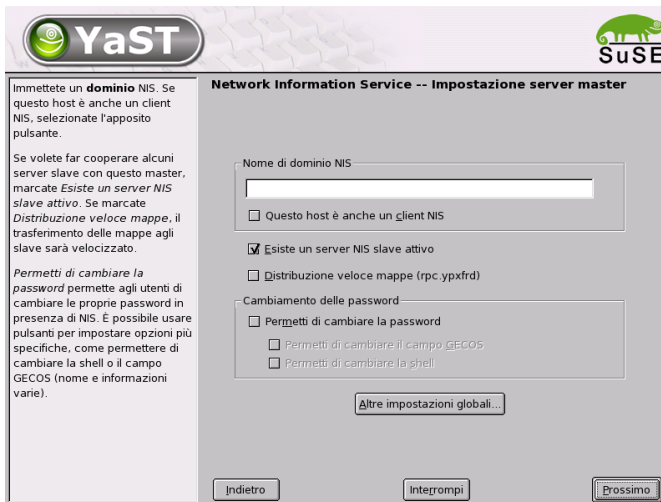 YaST
SuSE
Immettete un dominio NIS. Se
questo host è anche un client
NIS, selezionate l'apposito
pulsante.
Se volete far cooperare alcuni
server slave con questo master,
marcate Esiste un server NIS
slave attivo. Se marcate
Distribuzione veloce mappe, il
trasferimento delle mappe agli
slave sarà velocizzato.
Permetti di cambiare la
password permette agli utenti di
cambiare le proprie password in
presenza di NIS. È possibile usare
pulsanti per impostare opzioni più
specifiche, come permettere di
cambiare la shell o il campo
GECOS (nome e informazioni
varie).
Network Information Service -- Impostazione server master
Nome di dominio NIS
Questo host è anche un client NIS
Esiste un server NIS slave attivo
Distribuzione veloce mappe (rpc.ypxfrd)
Cambiamento delle password
Permetti di cambiare la password
Permetti di cambiare il campo GECOS
Permetti di cambiare la shell
Altre impostazioni globali...
Indietro
Interrompi
Prossimo